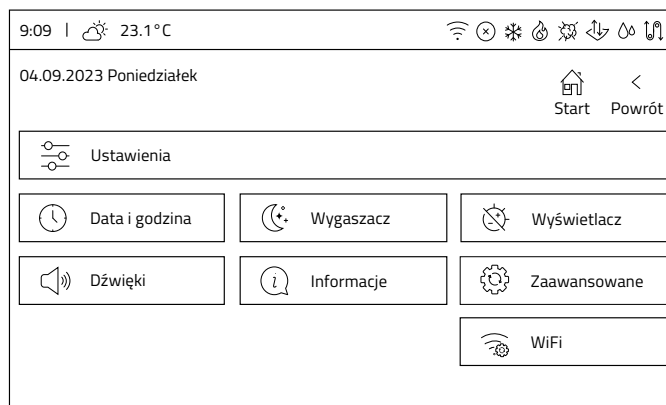 9:09 | 23.1°C
04.09.2023 Poniedziałek
Start Powrót
Ustawienia
Data i godzina Wygaszacz Wyświetlacz
Dźwięki Informacje Zaawansowane
WiFi